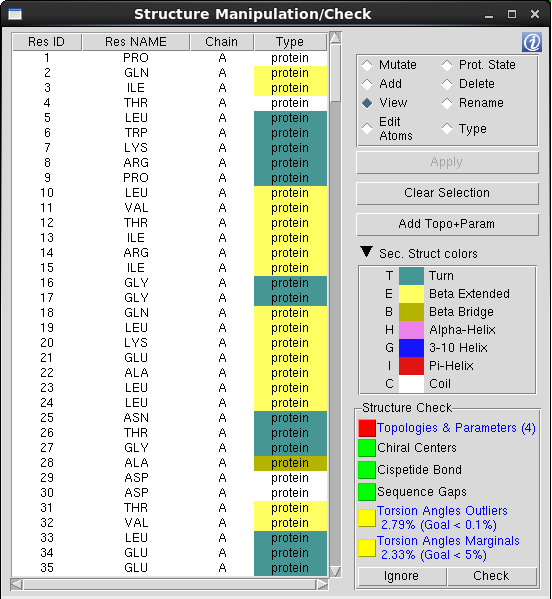 Structure Manipulation/Check
Res ID Res NAME Chain Type
1 PRO A protein
2 GLN A protein
3 ILE A protein
4 THR A protein
5 LEU A protein
6 TRP A protein
7 LYS A protein
8 ARG A protein
9 PRO A protein
10 LEU A protein
11 VAL A protein
12 THR A protein
13 ILE A protein
14 ARG A protein
15 ILE A protein
16 GLY A protein
17 GLY A protein
18 GLN A protein
19 LEU A protein
20 LYS A protein
21 GLU A protein
22 ALA A protein
23 LEU A protein
24 LEU A protein
25 ASN A protein
26 THR A protein
27 GLY A protein
28 ALA A protein
29 ASP A protein
30 ASP A protein
31 THR A protein
32 VAL A protein
33 LEU A protein
34 GLU A protein
35 GLU A protein
i
Mutate Prot. State
Add Delete
View Rename
Edit
Atoms Type
Apply
Clear Selection
Add Topo+Param
Sec. Struct colors
T Turn
E Beta Extended
B Beta Bridge
H Alpha-Helix
G 3-10 Helix
I Pi-Helix
C Coil
Structure Check
Topologies & Parameters (4)
Chiral Centers
Cispetide Bond
Sequence Gaps
Torsion Angles Outliers
2.79% (Goal < 0.1%)
Torsion Angles Marginals
2.33% (Goal < 5%)
Ignore Check